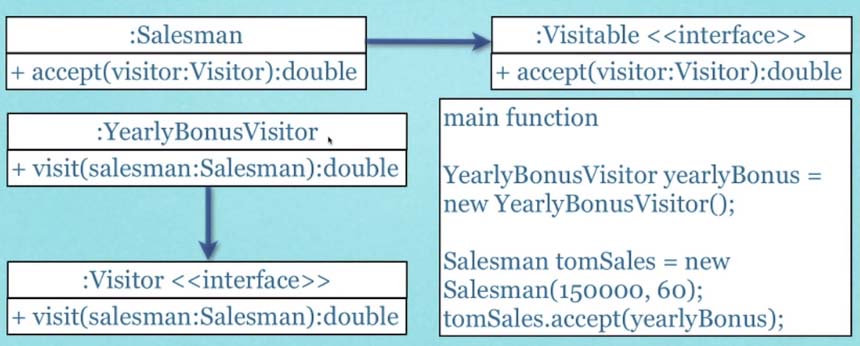 :Salesman
+ accept(visitor:Visitor):double
:Visitable <<interface>>
+ accept(visitor:Visitor):double
:YearlyBonusVisitor
+ visit(salesman:Salesman):double
:Visitor <<interface>>
+ visit(salesman:Salesman):double
main function
YearlyBonusVisitor yearlyBonus =
new YearlyBonusVisitor();
Salesman tomSales = new
Salesman(150000, 60);
tomSales.accept(yearlyBonus);